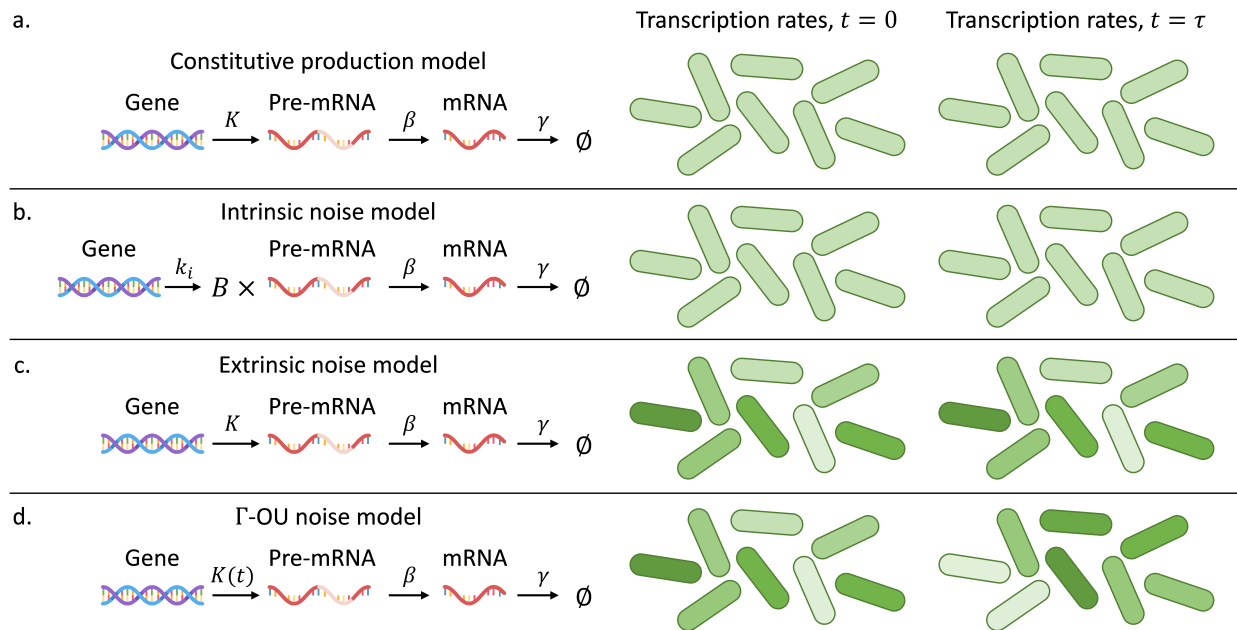 a.
Transcription rates, t = 0
Transcription rates, t = τ
Constitutive production model
Gene
Pre-mRNA
mRNA
K
β
γ
∅
b.
Intrinsic noise model
Gene
Pre-mRNA
mRNA
kᵢ
B ×
β
γ
∅
c.
Extrinsic noise model
Gene
Pre-mRNA
mRNA
K
β
γ
∅
d.
Γ-OU noise model
Gene
Pre-mRNA
mRNA
K(t)
β
γ
∅